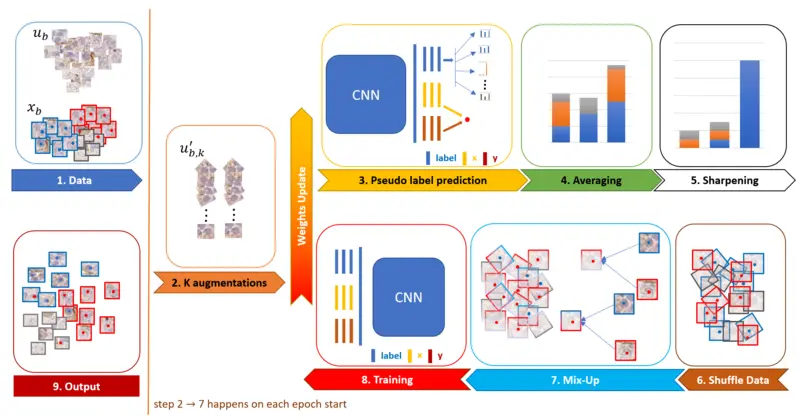 u_b
x_b
1. Data
u'_{b,k}
2. K augmentations
Weights Update
CNN
label x y
3. Pseudo label prediction
4. Averaging
5. Sharpening
6. Shuffle Data
7. Mix-Up
CNN
label x y
8. Training
9. Output
step 2 → 7 happens on each epoch start